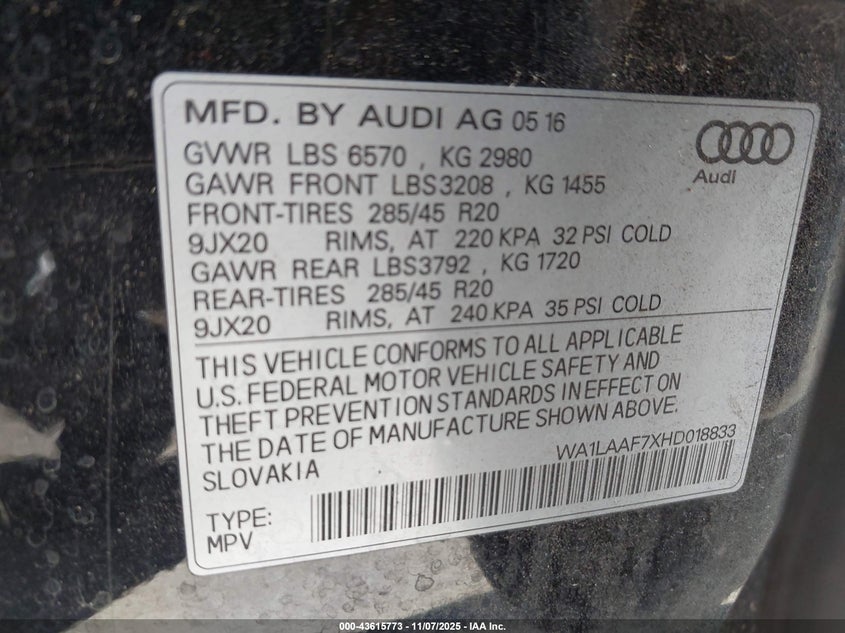 MFD. BY AUDI AG 05 16
GVWR LBS 6570 , KG 2980
GAWR FRONT LBS3208 , KG 1455
FRONT-TIRES 285/45 R20
9JX20 RIMS, AT 220 KPA 32 PSI COLD
GAWR REAR LBS3792 , KG 1720
REAR-TIRES 285/45 R20
9JX20 RIMS, AT 240 KPA 35 PSI COLD
Audi
THIS VEHICLE CONFORMS TO ALL APPLICABLE
U.S. FEDERAL MOTOR VEHICLE SAFETY AND
THEFT PREVENTION STANDARDS IN EFFECT ON
THE DATE OF MANUFACTURE SHOWN ABOVE.
SLOVAKIA
WA1LAAF7XHD018833
TYPE:
MPV
000-43615773 - 11/07/2025 - IAA Inc.